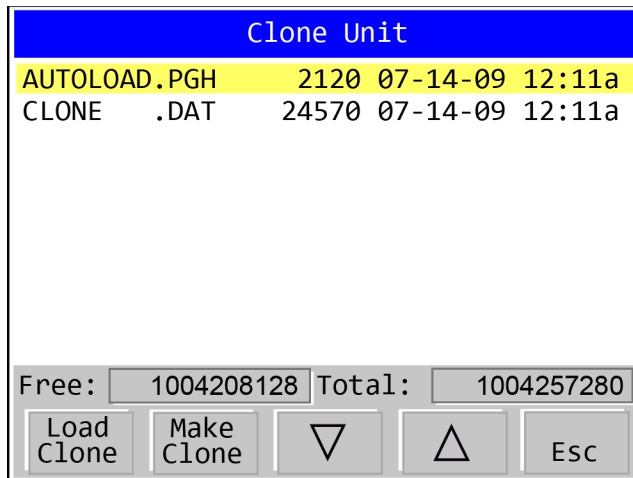 Clone Unit
AUTOLOAD.PGH 2120 07-14-09 12:11a
CLONE .DAT 24570 07-14-09 12:11a
Free: 1004208128 Total: 1004257280
Load Clone
Make Clone
Esc